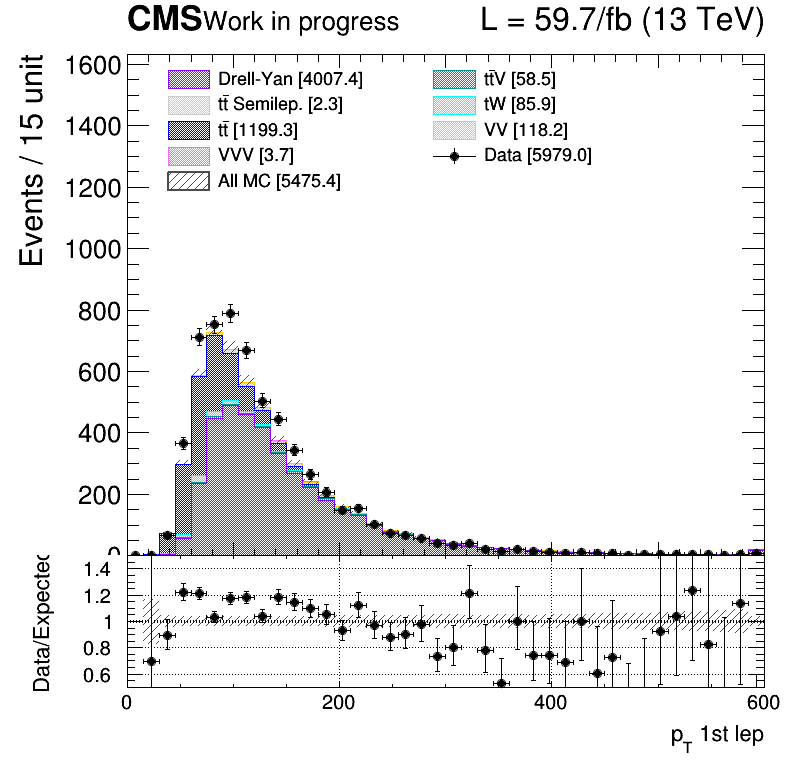 CMS Work in progress L = 59.7/fb (13 TeV)
Events / 15 unit
1600
1400
1200
1000
800
600
400
200
0
Drell-Yan [4007.4]
tt̄ Semilep. [2.3]
tt̄ [1199.3]
VVV [3.7]
All MC [5475.4]
tt̄V [58.5]
tW [85.9]
VV [118.2]
Data [5979.0]
Data/Expected
1.4
1.2
1
0.8
0.6
0 200 400 600
p_T 1st lep